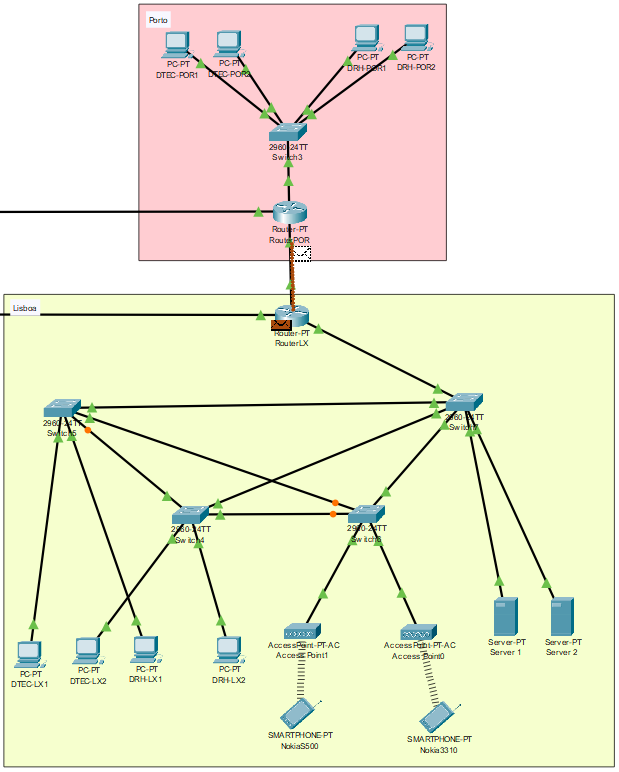 Porto
PC-PT
DTEC-POR1
PC-PT
DTEC-POR2
PC-PT
DRH-POR1
PC-PT
DRH-POR2
2960-24TT
Switch3
Router-PT
RouterPOR
Lisboa
Router-PT
RouterLX
2960-24TT
Switch5
2960-24TT
Switch7
2960-24TT
Switch4
2960-24TT
Switch6
PC-PT
DTEC-LX1
PC-PT
DTEC-LX2
PC-PT
DRH-LX1
PC-PT
DRH-LX2
AccessPoint-PT-AC
Access Point1
AccessPoint-PT-AC
Access Point0
Server-PT
Server 1
Server-PT
Server 2
SMARTPHONE-PT
NokiaS500
SMARTPHONE-PT
Nokia3310